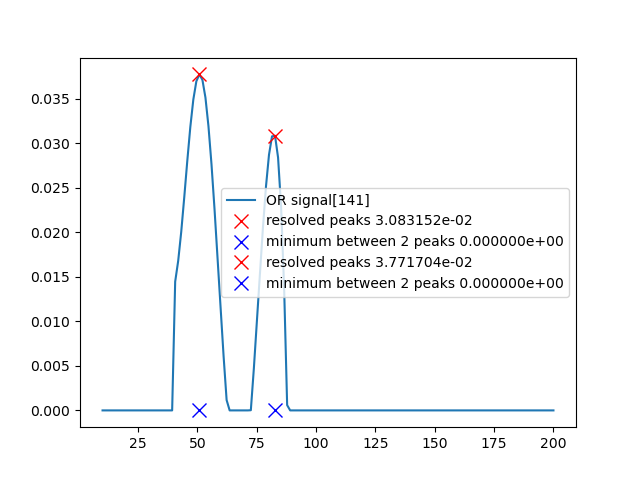 0.035
0.030
0.025
0.020
0.015
0.010
0.005
0.000
OR signal[141]
resolved peaks 3.083152e-02
minimum between 2 peaks 0.000000e+00
resolved peaks 3.771704e-02
minimum between 2 peaks 0.000000e+00
25 50 75 100 125 150 175 200